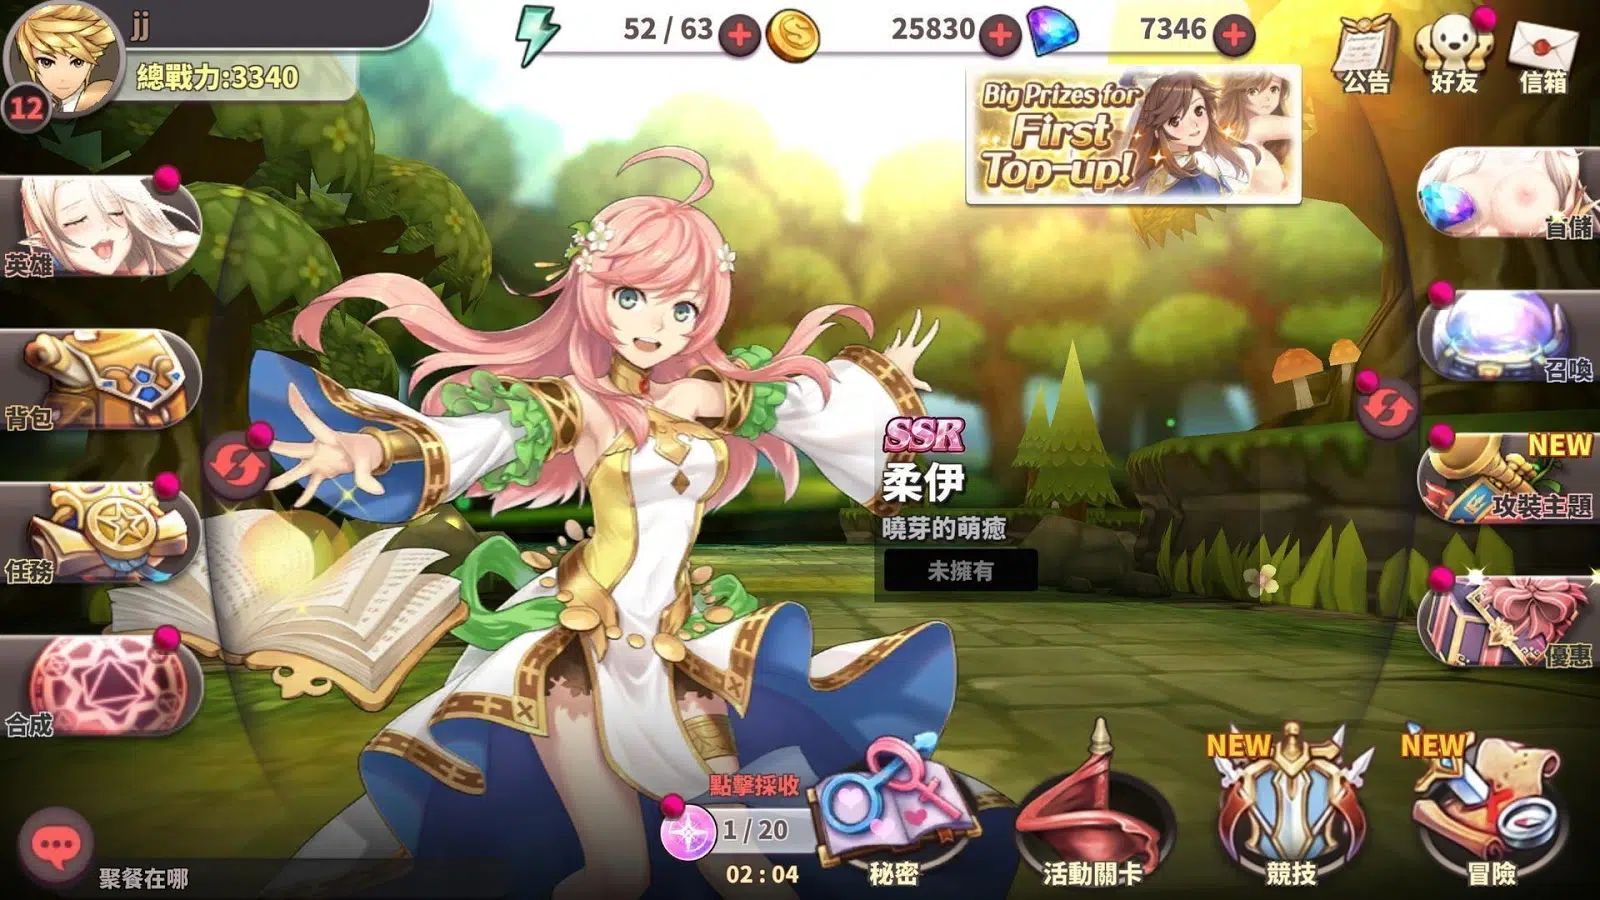 jj
52 / 63
25830
7346
公告
好友
信箱
總戰力:3340
12
Big Prizes for
First
Top-up!
英雄
首儲
背包
召喚
NEW
攻裝主題
SSR
柔伊
曉芽的萌癒
未擁有
任務
優惠
合成
點擊採收
1 / 20
02 : 04
聚餐在哪
秘密
活動關卡
NEW
競技
NEW
冒險